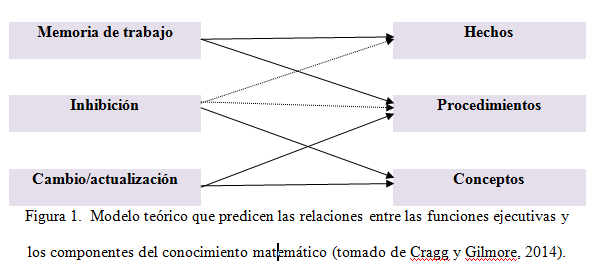 Memoria de trabajo
Hechos
Inhibición
Procedimientos
Cambio/actualización
Conceptos
Figura 1. Modelo teórico que predicen las relaciones entre las funciones ejecutivas y
los componentes del conocimiento matemático (tomado de Cragg y Gilmore, 2014).